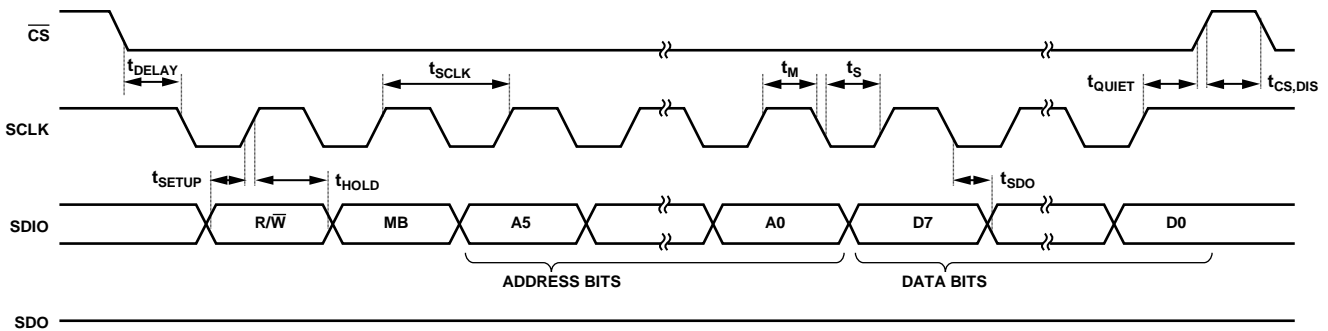 CS
tDELAY
tSCLK
tM
tS
tQUIET
tCS,DIS
SCLK
tSETUP
tHOLD
tSDO
SDIO
R/W
MB
A5
A0
D7
D0
ADDRESS BITS
DATA BITS
SDO